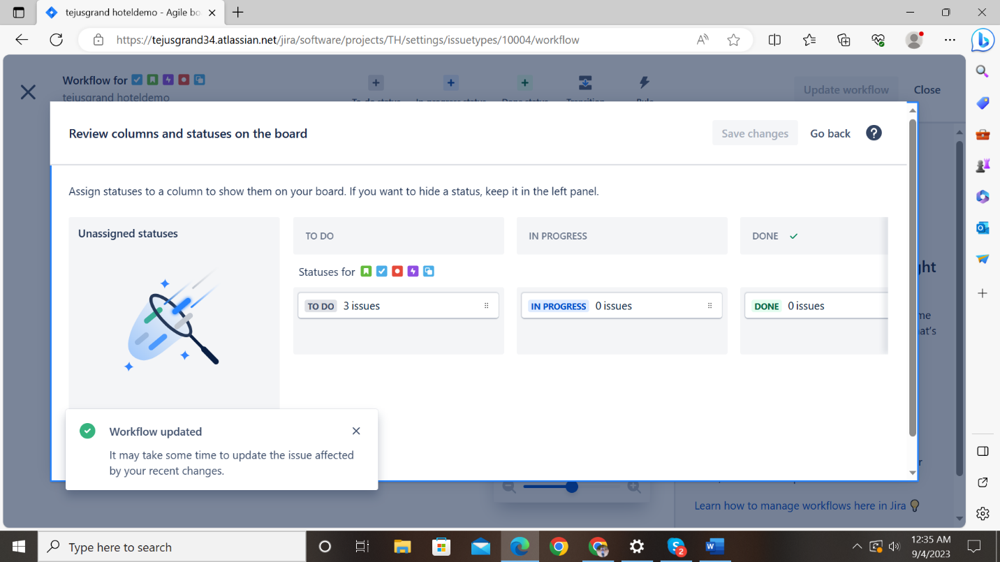 tejusgrand hoteldemo - Agile bo
https://tejusgrand34.atlassian.net/jira/software/projects/TH/settings/issuetypes/10004/workflow
Workflow for
tejusgrand hoteldemo
To-do status
In-progress status
Done status
Transition
Rule
Update workflow
Close
Review columns and statuses on the board
Save changes
Go back
Assign statuses to a column to show them on your board. If you want to hide a status, keep it in the left panel.
Unassigned statuses
TO DO
IN PROGRESS
DONE
Statuses for
TO DO 3 issues
IN PROGRESS 0 issues
DONE 0 issues
ght
me
at's
Workflow updated
It may take some time to update the issue affected
by your recent changes.
r
Learn how to manage workflows here in Jira
Type here to search
2
12:35 AM
9/4/2023